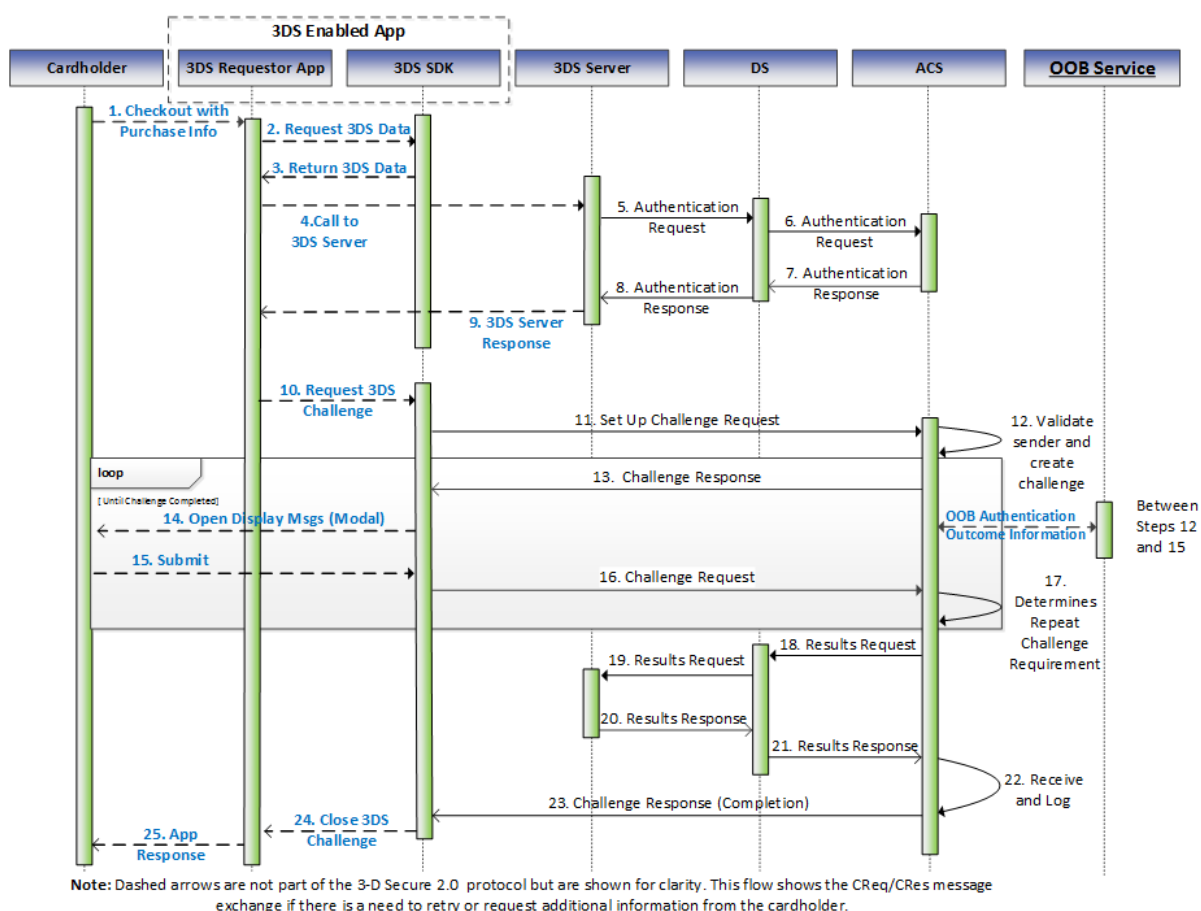 3DS Enabled App
Cardholder
3DS Requestor App
3DS SDK
3DS Server
DS
ACS
OOB Service
1. Checkout with
Purchase Info
2. Request 3DS Data
3. Return 3DS Data
4.Call to
3DS Server
5. Authentication
Request
6. Authentication
Request
7. Authentication
Response
8. Authentication
Response
9. 3DS Server
Response
10. Request 3DS
Challenge
11. Set Up Challenge Request
12. Validate
sender and
create
challenge
loop
[Until Challenge Completed]
13. Challenge Response
14. Open Display Msgs (Modal)
OOB Authentication
Outcome Information
Between
Steps 12
and 15
15. Submit
16. Challenge Request
17.
Determines
Repeat
Challenge
Requirement
18. Results Request
19. Results Request
20. Results Response
21. Results Response
22. Receive
and Log
23. Challenge Response (Completion)
24. Close 3DS
Challenge
25. App
Response
Note: Dashed arrows are not part of the 3-D Secure 2.0 protocol but are shown for clarity. This flow shows the CReq/CRes message
exchange if there is a need to retry or request additional information from the cardholder.